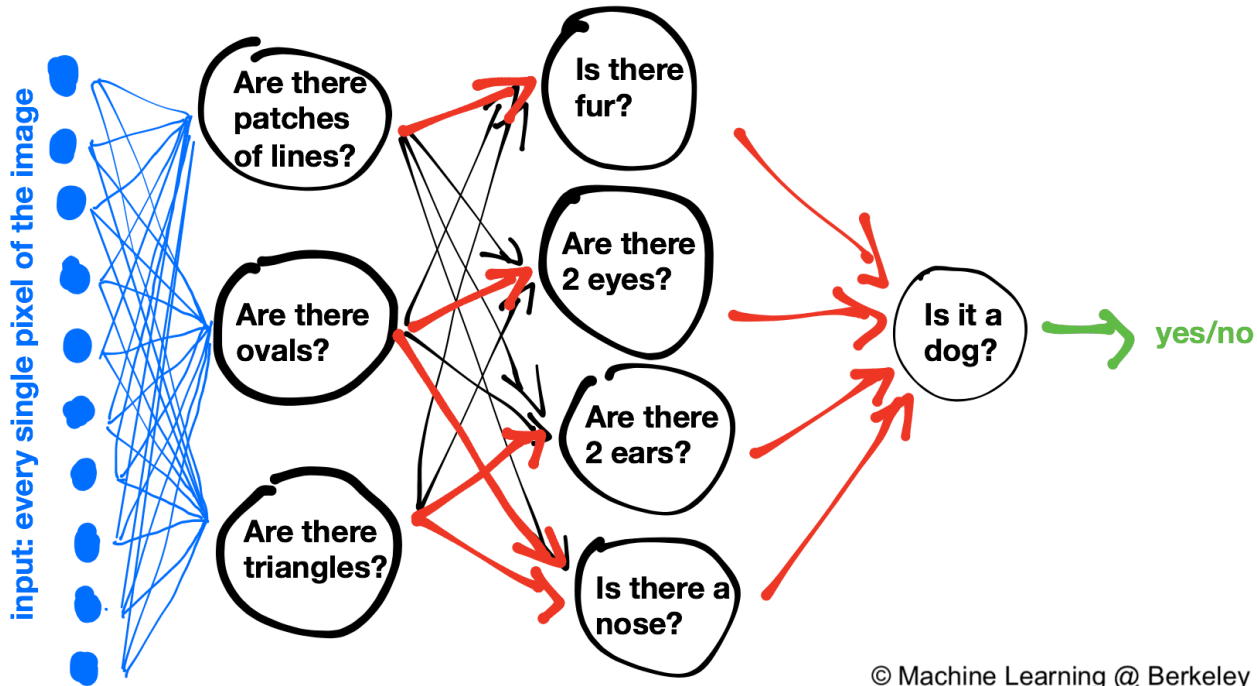 input: every single pixel of the image
Are there
patches
of lines?
Are there
ovals?
Are there
triangles?
Is there
fur?
Are there
2 eyes?
Are there
2 ears?
Is there a
nose?
Is it a
dog?
yes/no
© Machine Learning @ Berkeley